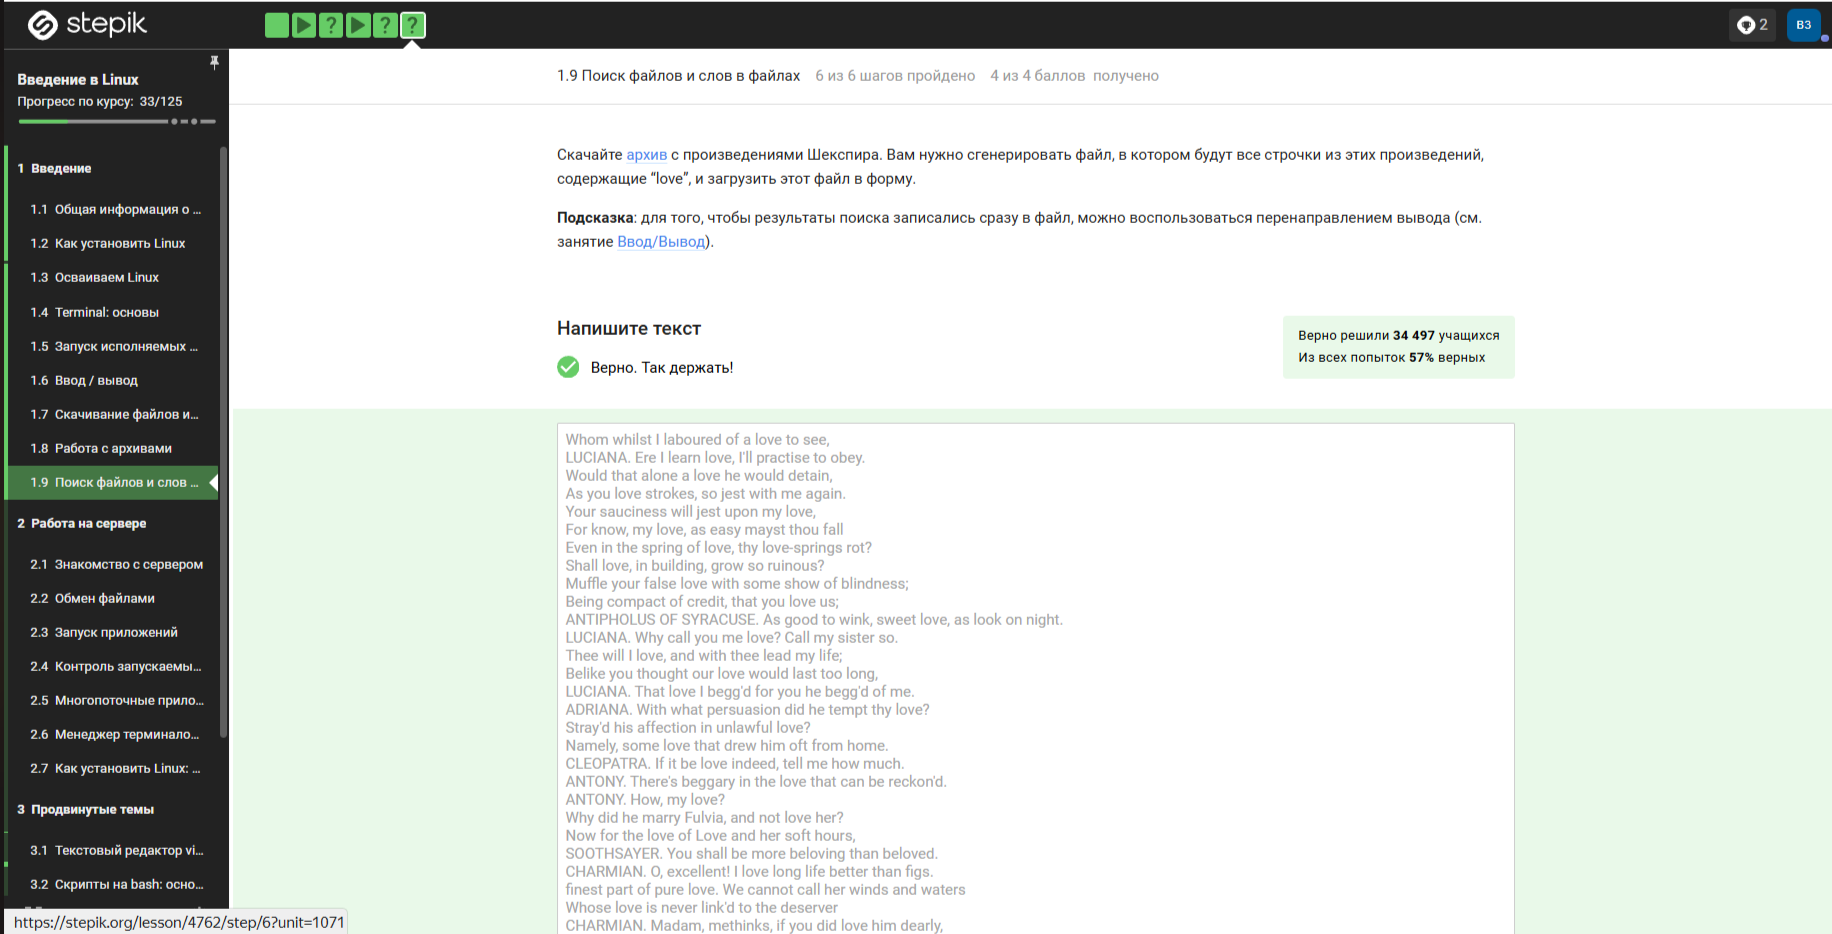 stepik
? ? ?
2
ВЗ
Введение в Linux
Прогресс по курсу: 33/125
1 Введение
1.1 Общая информация о ...
1.2 Как установить Linux
1.3 Осваиваем Linux
1.4 Terminal: основы
1.5 Запуск исполняемых ...
1.6 Ввод / вывод
1.7 Скачивание файлов и...
1.8 Работа с архивами
1.9 Поиск файлов и слов ...
2 Работа на сервере
2.1 Знакомство с сервером
2.2 Обмен файлами
2.3 Запуск приложений
2.4 Контроль запускаемы...
2.5 Многопоточные прило...
2.6 Менеджер терминало...
2.7 Как установить Linux: ...
3 Продвинутые темы
3.1 Текстовый редактор vi...
3.2 Скрипты на bash: осно...
https://stepik.org/lesson/4762/step/6?unit=1071
1.9 Поиск файлов и слов в файлах 6 из 6 шагов пройдено 4 из 4 баллов получено
Скачайте архив с произведениями Шекспира. Вам нужно сгенерировать файл, в котором будут все строчки из этих произведений,
содержащие “love”, и загрузить этот файл в форму.
Подсказка: для того, чтобы результаты поиска записались сразу в файл, можно воспользоваться перенаправлением вывода (см.
занятие Ввод/Вывод).
Напишите текст
Верно. Так держать!
Верно решили 34 497 учащихся
Из всех попыток 57% верных
Whom whilst I laboured of a love to see,
LUCIANA. Ere I learn love, I'll practise to obey.
Would that alone a love he would detain,
As you love strokes, so jest with me again.
Your sauciness will jest upon my love,
For know, my love, as easy mayst thou fall
Even in the spring of love, thy love-springs rot?
Shall love, in building, grow so ruinous?
Muffle your false love with some show of blindness;
Being compact of credit, that you love us;
ANTIPHOLUS OF SYRACUSE. As good to wink, sweet love, as look on night.
LUCIANA. Why call you me love? Call my sister so.
Thee will I love, and with thee lead my life;
Belike you thought our love would last too long,
LUCIANA. That love I begg'd for you he begg'd of me.
ADRIANA. With what persuasion did he tempt thy love?
Stray'd his affection in unlawful love?
Namely, some love that drew him oft from home.
CLEOPATRA. If it be love indeed, tell me how much.
ANTONY. There's beggary in the love that can be reckon'd.
ANTONY. How, my love?
Why did he marry Fulvia, and not love her?
Now for the love of Love and her soft hours,
SOOTHSAYER. You shall be more beloving than beloved.
CHARMIAN. O, excellent! I love long life better than figs.
finest part of pure love. We cannot call her winds and waters
Whose love is never link'd to the deserver
CHARMIAN. Madam, methinks, if you did love him dearly,